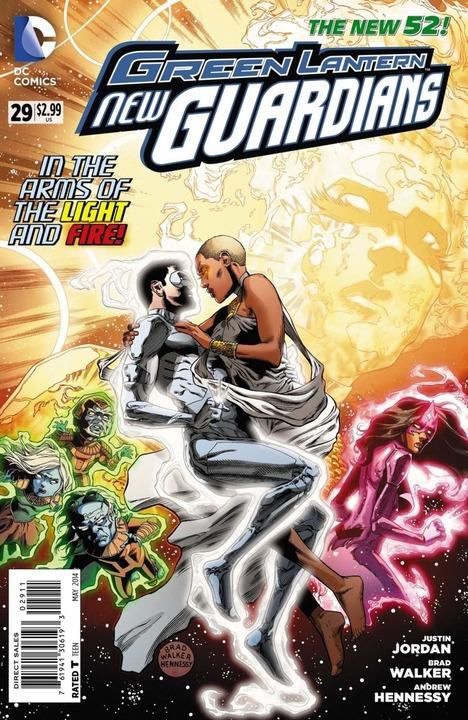 THE NEW 52!
DC
DC COMICS™
GREEN LANTERN
NEW GUARDIANS
29 $2.99
US
IN THE
ARMS OF
THE LIGHT
AND FIRE!
DIRECT SALES
02911
7 61941 30619 3
RATED T TEEN
MAY 2014
BRAD
WALKER
HENNESSY
JUSTIN
JORDAN
BRAD
WALKER
ANDREW
HENNESSY